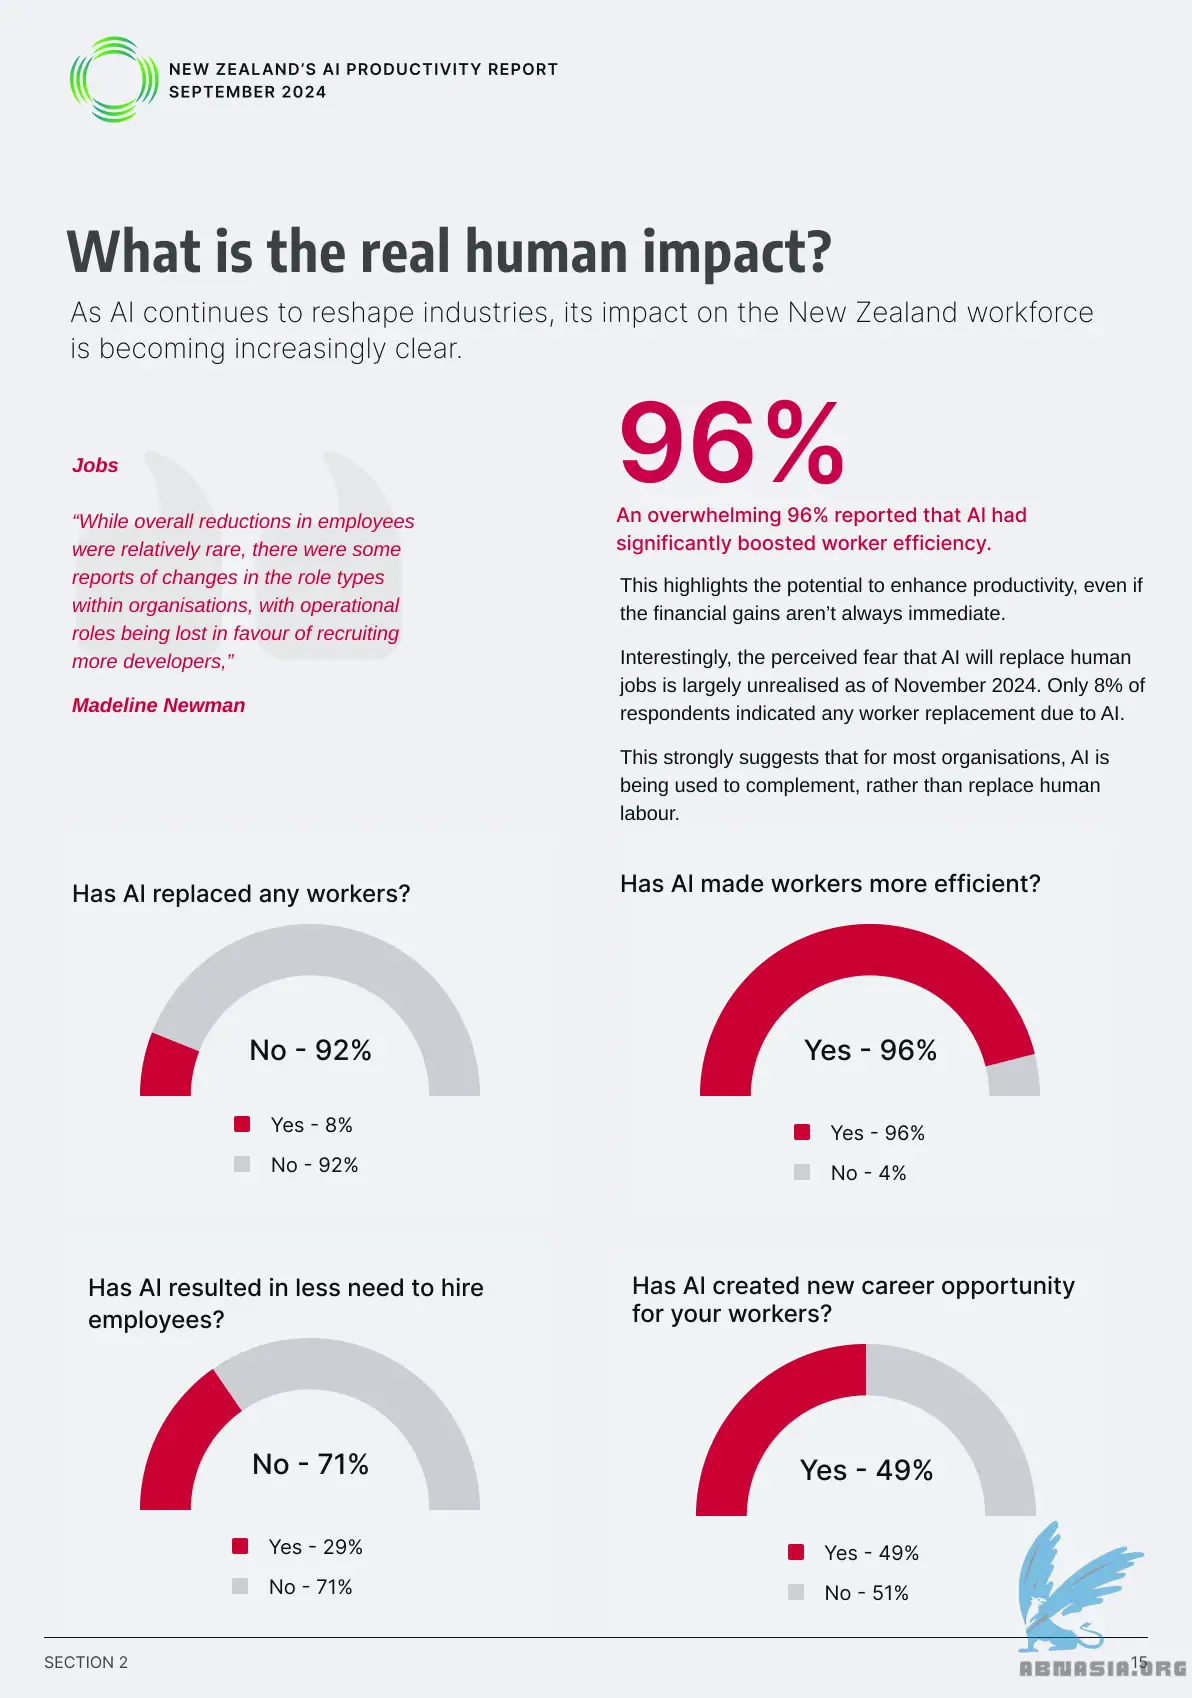 NEW ZEALAND'S AI PRODUCTIVITY REPORT
SEPTEMBER 2024
What is the real human impact?
As AI continues to reshape industries, its impact on the New Zealand workforce
is becoming increasingly clear.
Jobs
“While overall reductions in employees
were relatively rare, there were some
reports of changes in the role types
within organisations, with operational
roles being lost in favour of recruiting
more developers,”
Madeline Newman
96%
An overwhelming 96% reported that AI had
significantly boosted worker efficiency.
This highlights the potential to enhance productivity, even if
the financial gains aren’t always immediate.
Interestingly, the perceived fear that AI will replace human
jobs is largely unrealised as of November 2024. Only 8% of
respondents indicated any worker replacement due to AI.
This strongly suggests that for most organisations, AI is
being used to complement, rather than replace human
labour.
Has AI replaced any workers?
No - 92%
Yes - 8%
No - 92%
Has AI made workers more efficient?
Yes - 96%
Yes - 96%
No - 4%
Has AI resulted in less need to hire
employees?
No - 71%
Yes - 29%
No - 71%
Has AI created new career opportunity
for your workers?
Yes - 49%
Yes - 49%
No - 51%
SECTION 2
15
ABNASIA.ORG